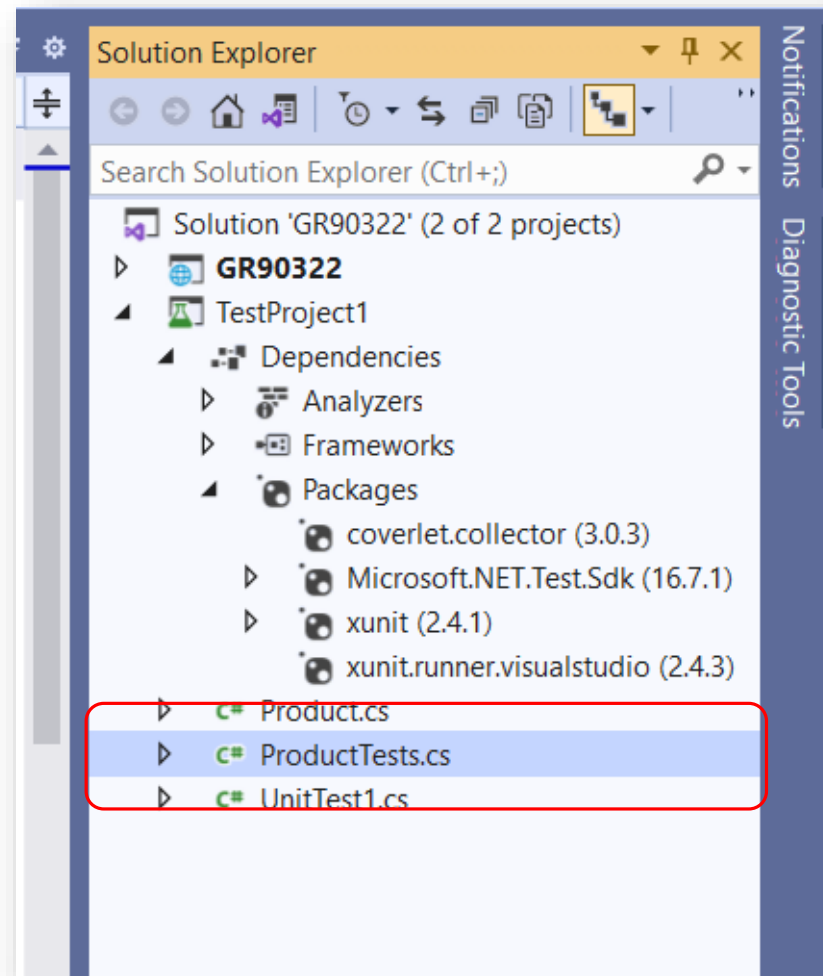 Solution Explorer
Search Solution Explorer (Ctrl+;)
Solution 'GR90322' (2 of 2 projects)
GR90322
TestProject1
Dependencies
Analyzers
Frameworks
Packages
coverlet.collector (3.0.3)
Microsoft.NET.Test.Sdk (16.7.1)
xunit (2.4.1)
xunit.runner.visualstudio (2.4.3)
C# Product.cs
C# ProductTests.cs
C# UnitTest1.cs
Notifications
Diagnostic Tools